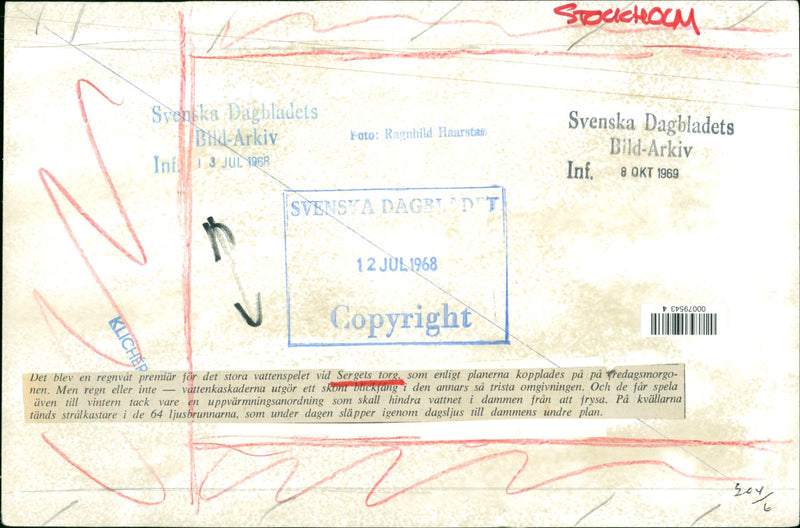 STOCKHOLM
Svenska Dagbladets
Bild-Arkiv
Inf. 13 JUL 1968
Foto: Ragnhild Haarstad
Svenska Dagbladets
Bild-Arkiv
Inf. 8 OKT 1969
SVENSKA DAGBLADET
12 JUL 1968
Copyright
00079543 4
KLICHER
Det blev en regnvåt premiär för det stora vattenspelet vid Sergels torg, som enligt planerna kopplades på på fredagsmorgo-
nen. Men regn eller inte — vattenkaskaderna utgör ett skönt blickfång i den annars så trista omgivningen. Och de får spela
även till vintern tack vare en uppvärmningsanordning som skall hindra vattnet i dammen från att frysa. På kvällarna
tänds strålkastare i de 64 ljusbrunnarna, som under dagen släpper igenom dagsljus till dammens undre plan.